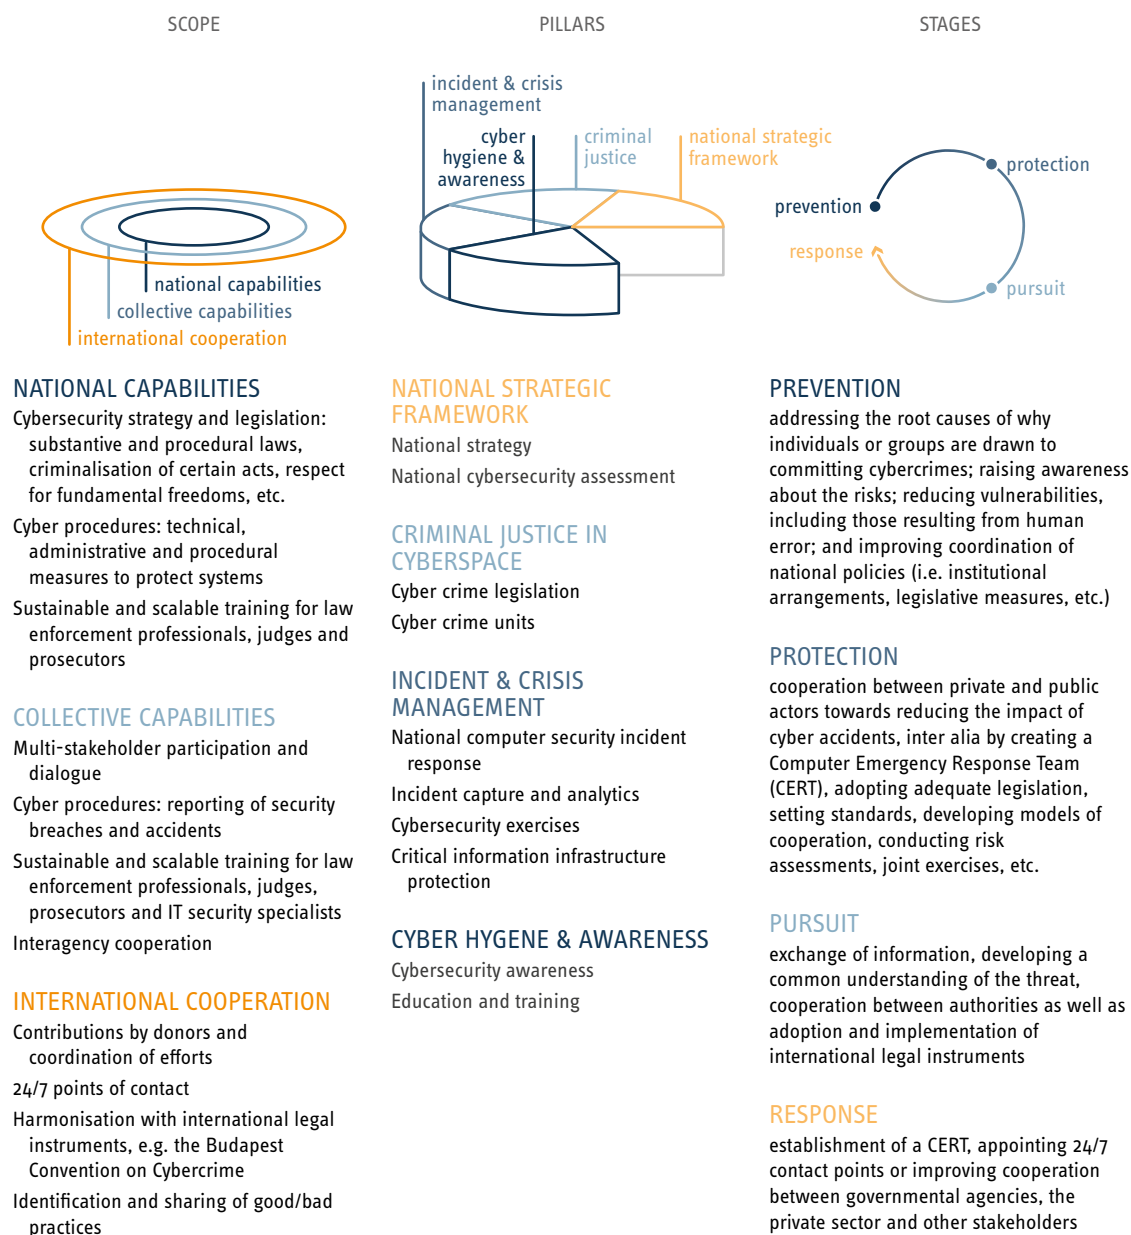 SCOPE
PILLARS
STAGES
national capabilities
collective capabilities
international cooperation
incident & crisis
management
cyber
hygiene &
awareness
criminal
justice
national strategic
framework
prevention
protection
pursuit
response
NATIONAL CAPABILITIES
Cybersecurity strategy and legislation:
substantive and procedural laws,
criminalisation of certain acts, respect
for fundamental freedoms, etc.
Cyber procedures: technical,
administrative and procedural
measures to protect systems
Sustainable and scalable training for law
enforcement professionals, judges and
prosecutors
COLLECTIVE CAPABILITIES
Multi-stakeholder participation and
dialogue
Cyber procedures: reporting of security
breaches and accidents
Sustainable and scalable training for law
enforcement professionals, judges,
prosecutors and IT security specialists
Interagency cooperation
INTERNATIONAL COOPERATION
Contributions by donors and
coordination of efforts
24/7 points of contact
Harmonisation with international legal
instruments, e.g. the Budapest
Convention on Cybercrime
Identification and sharing of good/bad
practices
NATIONAL STRATEGIC
FRAMEWORK
National strategy
National cybersecurity assessment
CRIMINAL JUSTICE IN
CYBERSPACE
Cyber crime legislation
Cyber crime units
INCIDENT & CRISIS
MANAGEMENT
National computer security incident
response
Incident capture and analytics
Cybersecurity exercises
Critical information infrastructure
protection
CYBER HYGENE & AWARENESS
Cybersecurity awareness
Education and training
PREVENTION
addressing the root causes of why
individuals or groups are drawn to
committing cybercrimes; raising awareness
about the risks; reducing vulnerabilities,
including those resulting from human
error; and improving coordination of
national policies (i.e. institutional
arrangements, legislative measures, etc.)
PROTECTION
cooperation between private and public
actors towards reducing the impact of
cyber accidents, inter alia by creating a
Computer Emergency Response Team
(CERT), adopting adequate legislation,
setting standards, developing models of
cooperation, conducting risk
assessments, joint exercises, etc.
PURSUIT
exchange of information, developing a
common understanding of the threat,
cooperation between authorities as well as
adoption and implementation of
international legal instruments
RESPONSE
establishment of a CERT, appointing 24/7
contact points or improving cooperation
between governmental agencies, the
private sector and other stakeholders